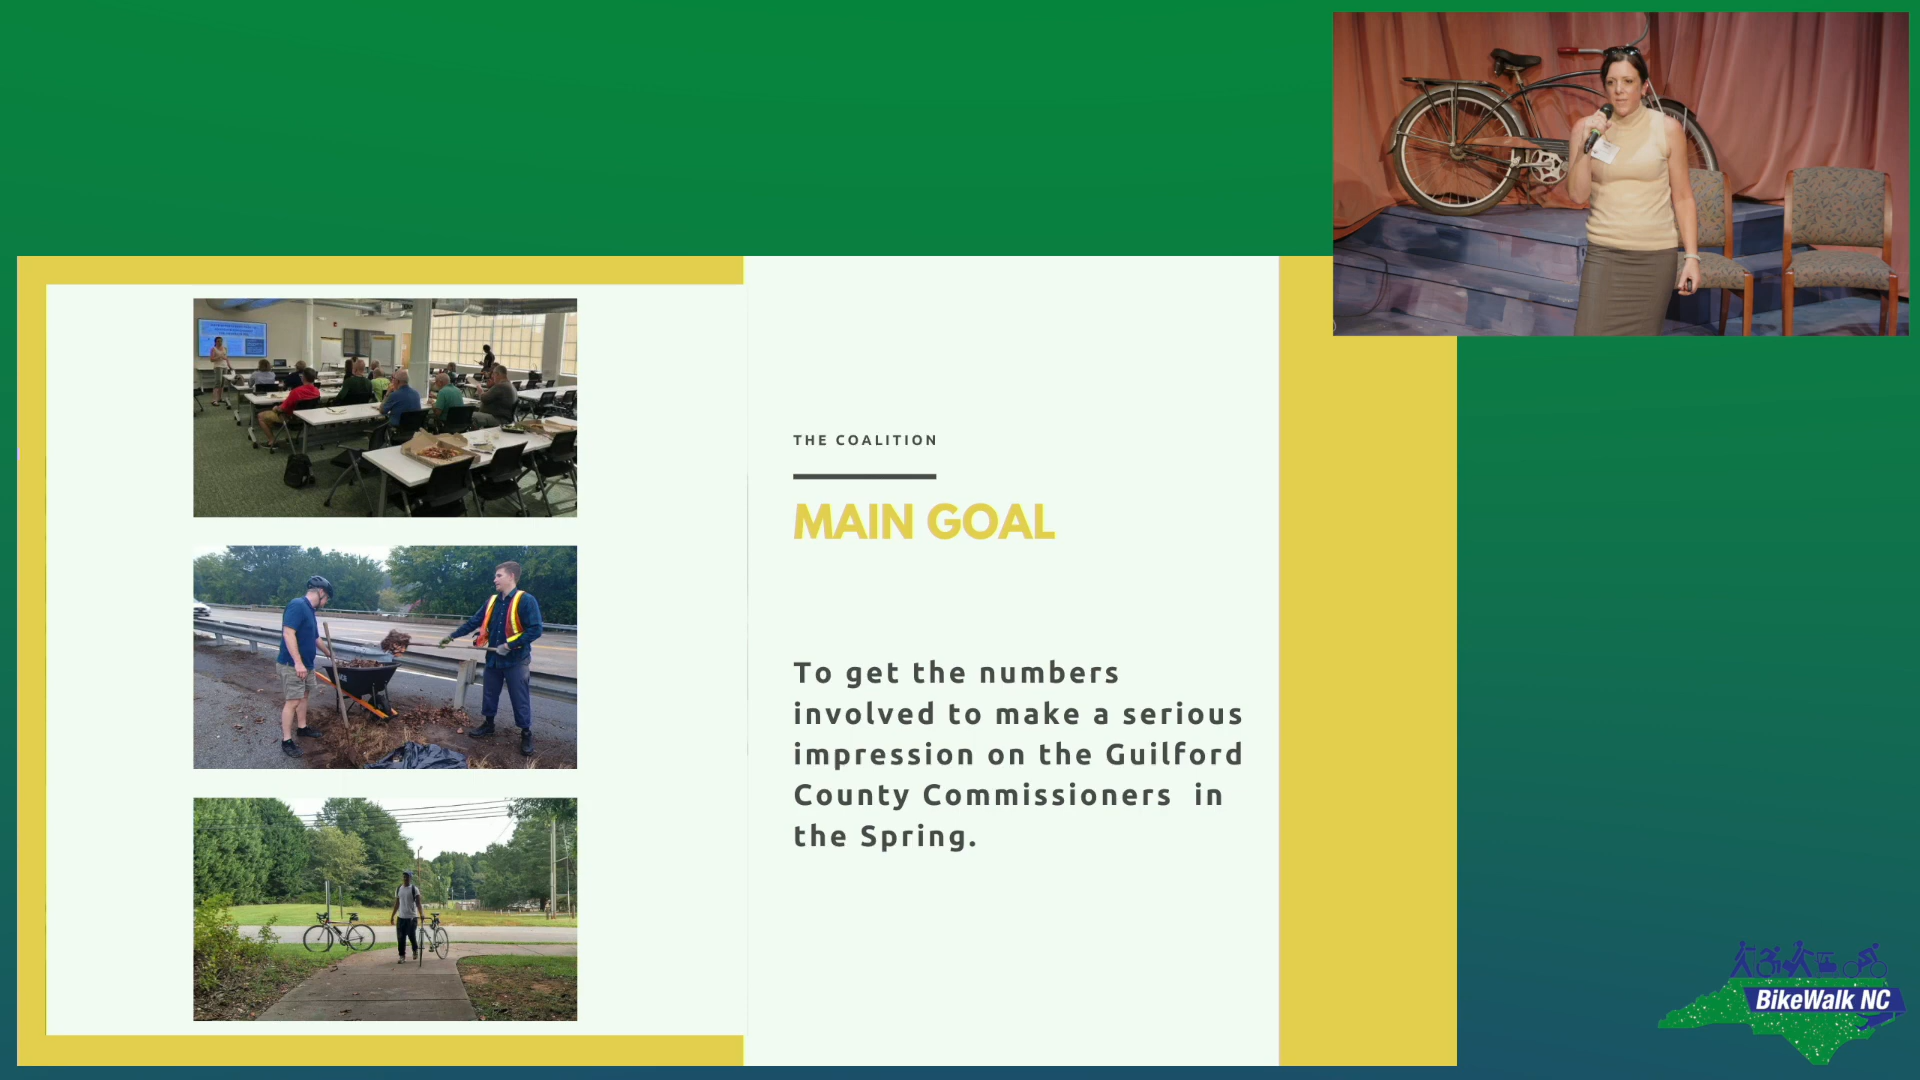 THE COALITION
MAIN GOAL
To get the numbers
involved to make a serious
impression on the Guilford
County Commissioners in
the Spring.
BikeWalk NC